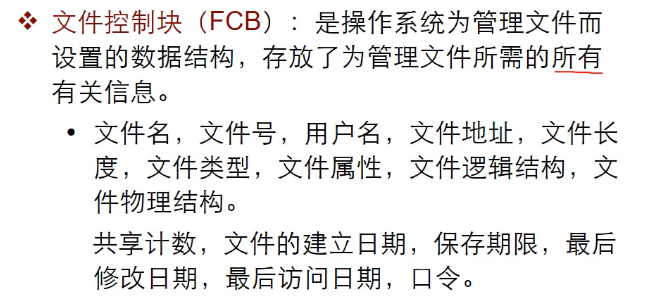 ❖ 文件控制块（FCB）：是操作系统为管理文件而
设置的数据结构，存放了为管理文件所需的所有
有关信息。
• 文件名，文件号，用户名，文件地址，文件长
度，文件类型，文件属性，文件逻辑结构，文
件物理结构。
共享计数，文件的建立日期，保存期限，最后
修改日期，最后访问日期，口令。